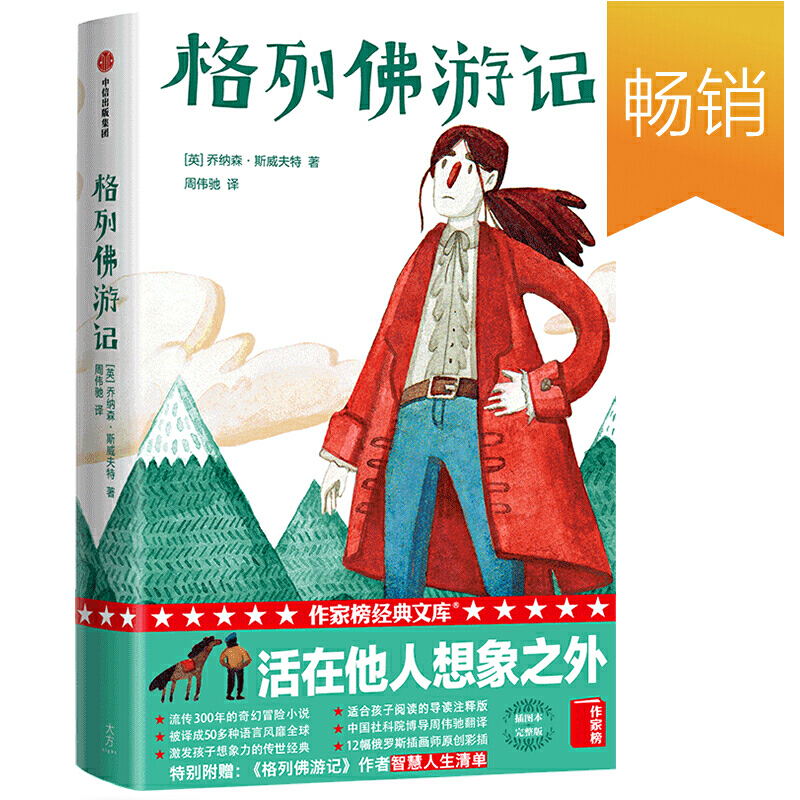 畅销
格列佛游记
[英] 乔纳森·斯威夫特 著
周伟驰 译
中信出版集团
格列佛游记
[英] 乔纳森·斯威夫特 著
周伟驰 译
作家榜经典文库®
活在他人想象之外
流传300年的奇幻冒险小说
被译成50多种语言风靡全球
激发孩子想象力的传世经典
适合孩子阅读的导读注释版
中国社科院博导周伟驰翻译
12幅俄罗斯插画师原创彩插
插图本
完整版
作家榜
特别附赠：《格列佛游记》作者智慧人生清单
大方